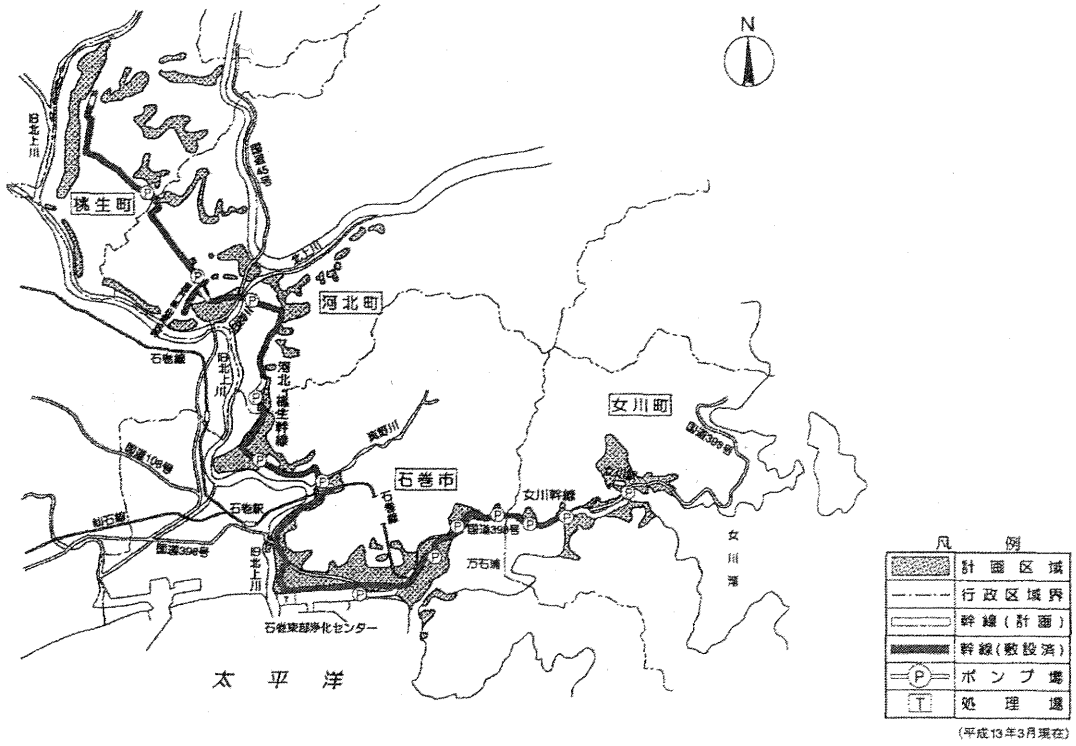 N
旧北上川
国道45号
桃生町
P
北上川
P
河北町
P
石巻線
旧北上川
河北・桃生幹線
P
女川町
国道398号
真野川
国道108号
P
石巻市
P
石巻線
女川幹線
P
石巻駅
仙石線
国道398号
P
P
P
P
国道398号
女川湾
旧北上川
万石浦
P
P
T
石巻東部浄化センター
太平洋
凡例
計画区域
行政区域界
幹線(計画)
幹線(敷設済)
P ポンプ場
T 処理場
(平成13年3月現在)